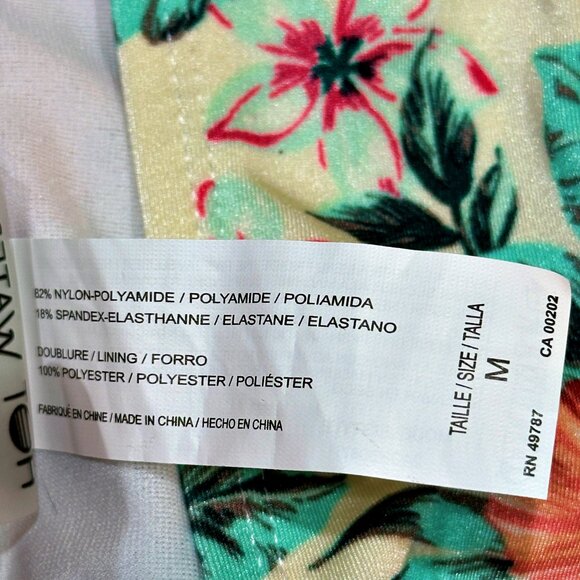 82% NYLON-POLYAMIDE / POLYAMIDE / POLIAMIDA
18% SPANDEX-ELASTHANNE / ELASTANE / ELASTANO
DOUBLURE / LINING / FORRO
100% POLYESTER / POLYESTER / POLIÉSTER
FABRIQUÉ EN CHINE / MADE IN CHINA / HECHO EN CHINA
TAILLE / SIZE / TALLA
M
RN 49787
CA 00202